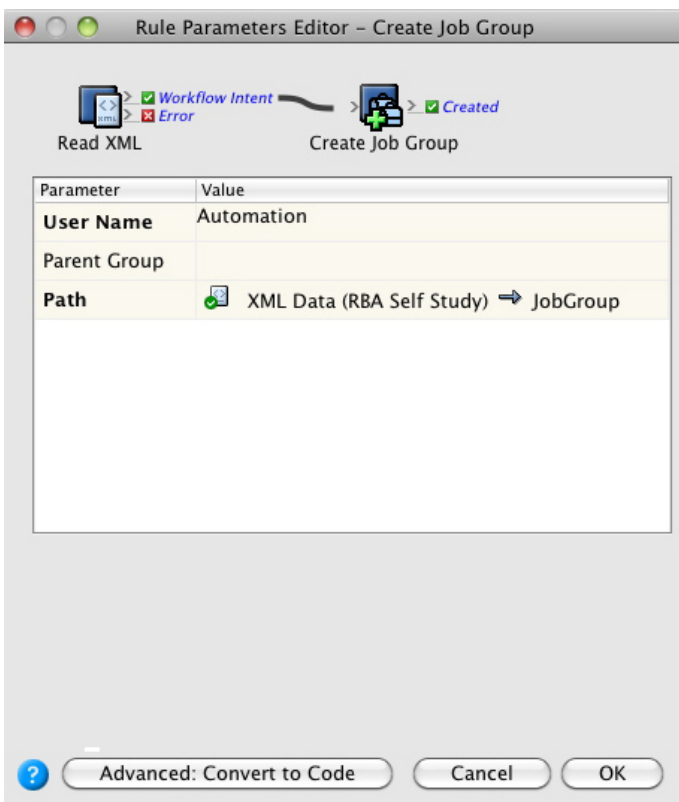 Rule Parameters Editor – Create Job Group
Workflow Intent
Error
Created
<>
xml
Read XML
Create Job Group
Parameter Value
User Name Automation
Parent Group
Path XML Data (RBA Self Study) JobGroup
? Advanced: Convert to Code Cancel OK